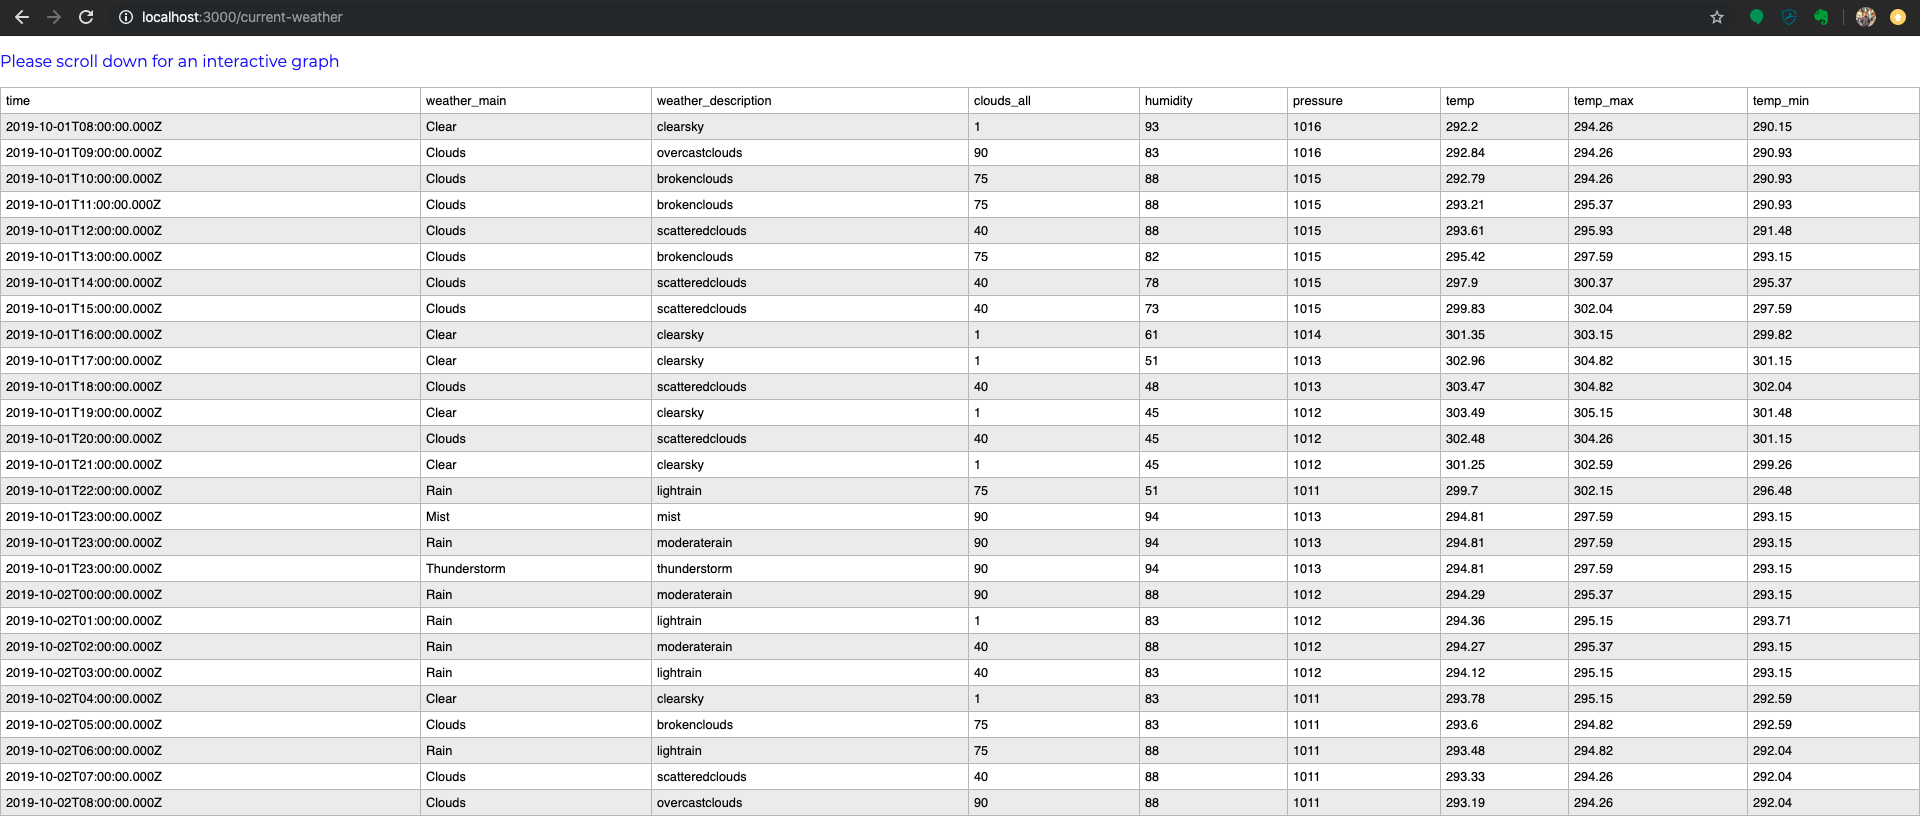 localhost:3000/current-weather
Please scroll down for an interactive graph
time weather_main weather_description clouds_all humidity pressure temp temp_max temp_min
2019-10-01T08:00:00.000Z Clear clearsky 1 93 1016 292.2 294.26 290.15
2019-10-01T09:00:00.000Z Clouds overcastclouds 90 83 1016 292.84 294.26 290.93
2019-10-01T10:00:00.000Z Clouds brokenclouds 75 88 1015 292.79 294.26 290.93
2019-10-01T11:00:00.000Z Clouds brokenclouds 75 88 1015 293.21 295.37 290.93
2019-10-01T12:00:00.000Z Clouds scatteredclouds 40 88 1015 293.61 295.93 291.48
2019-10-01T13:00:00.000Z Clouds brokenclouds 75 82 1015 295.42 297.59 293.15
2019-10-01T14:00:00.000Z Clouds scatteredclouds 40 78 1015 297.9 300.37 295.37
2019-10-01T15:00:00.000Z Clouds scatteredclouds 40 73 1015 299.83 302.04 297.59
2019-10-01T16:00:00.000Z Clear clearsky 1 61 1014 301.35 303.15 299.82
2019-10-01T17:00:00.000Z Clear clearsky 1 51 1013 302.96 304.82 301.15
2019-10-01T18:00:00.000Z Clouds scatteredclouds 40 48 1013 303.47 304.82 302.04
2019-10-01T19:00:00.000Z Clear clearsky 1 45 1012 303.49 305.15 301.48
2019-10-01T20:00:00.000Z Clouds scatteredclouds 40 45 1012 302.48 304.26 301.15
2019-10-01T21:00:00.000Z Clear clearsky 1 45 1012 301.25 302.59 299.26
2019-10-01T22:00:00.000Z Rain lightrain 75 51 1011 299.7 302.15 296.48
2019-10-01T23:00:00.000Z Mist mist 90 94 1013 294.81 297.59 293.15
2019-10-01T23:00:00.000Z Rain moderaterain 90 94 1013 294.81 297.59 293.15
2019-10-01T23:00:00.000Z Thunderstorm thunderstorm 90 94 1013 294.81 297.59 293.15
2019-10-02T00:00:00.000Z Rain moderaterain 90 88 1012 294.29 295.37 293.15
2019-10-02T01:00:00.000Z Rain lightrain 1 83 1012 294.36 295.15 293.71
2019-10-02T02:00:00.000Z Rain moderaterain 40 88 1012 294.27 295.37 293.15
2019-10-02T03:00:00.000Z Rain lightrain 40 83 1012 294.12 295.15 293.15
2019-10-02T04:00:00.000Z Clear clearsky 1 83 1011 293.78 295.15 292.59
2019-10-02T05:00:00.000Z Clouds brokenclouds 75 83 1011 293.6 294.82 292.59
2019-10-02T06:00:00.000Z Rain lightrain 75 88 1011 293.48 294.82 292.04
2019-10-02T07:00:00.000Z Clouds scatteredclouds 40 88 1011 293.33 294.26 292.04
2019-10-02T08:00:00.000Z Clouds overcastclouds 90 88 1011 293.19 294.26 292.04